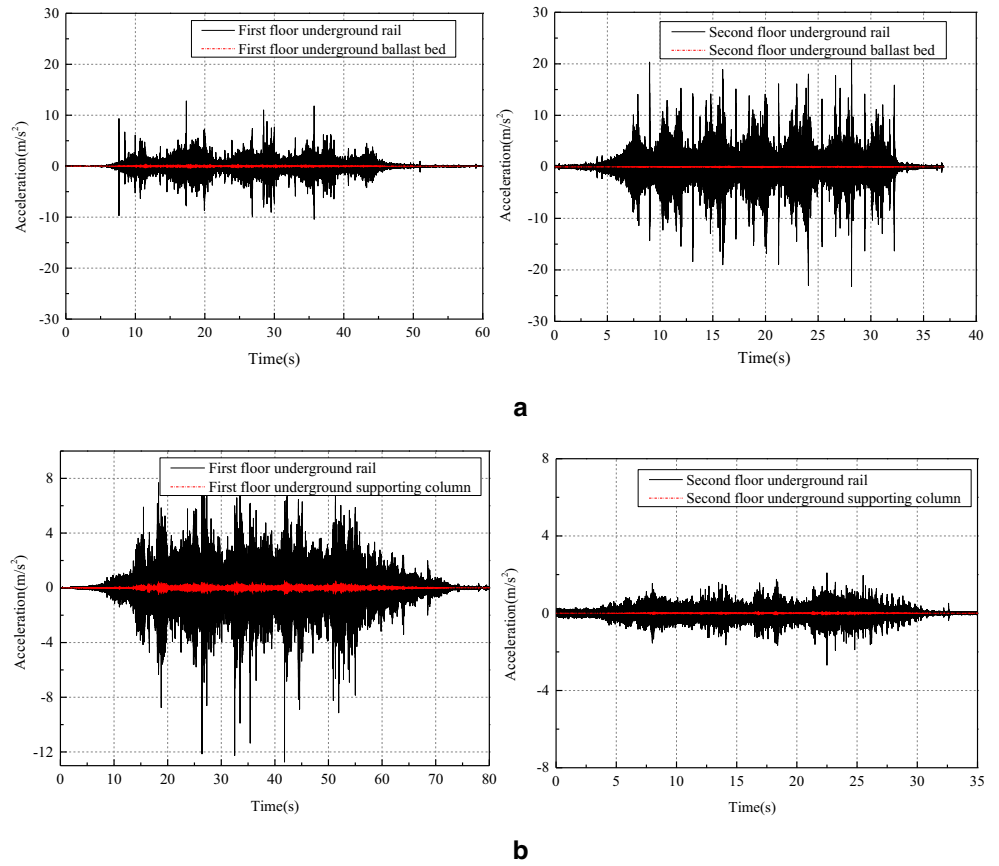 First floor underground rail
First floor underground ballast bed
30
20
10
0
-10
-20
-30
Acceleration(m/s²)
0 10 20 30 40 50 60
Time(s)
Second floor underground rail
Second floor underground ballast bed
30
20
10
0
-10
-20
-30
Acceleration(m/s²)
0 5 10 15 20 25 30 35 40
Time(s)
a
First floor underground rail
First floor underground supporting column
8
4
0
-4
-8
-12
Acceleration(m/s²)
0 10 20 30 40 50 60 70 80
Time(s)
Second floor underground rail
Second floor underground supporting column
8
4
0
-4
-8
Acceleration(m/s²)
0 5 10 15 20 25 30 35
Time(s)
b